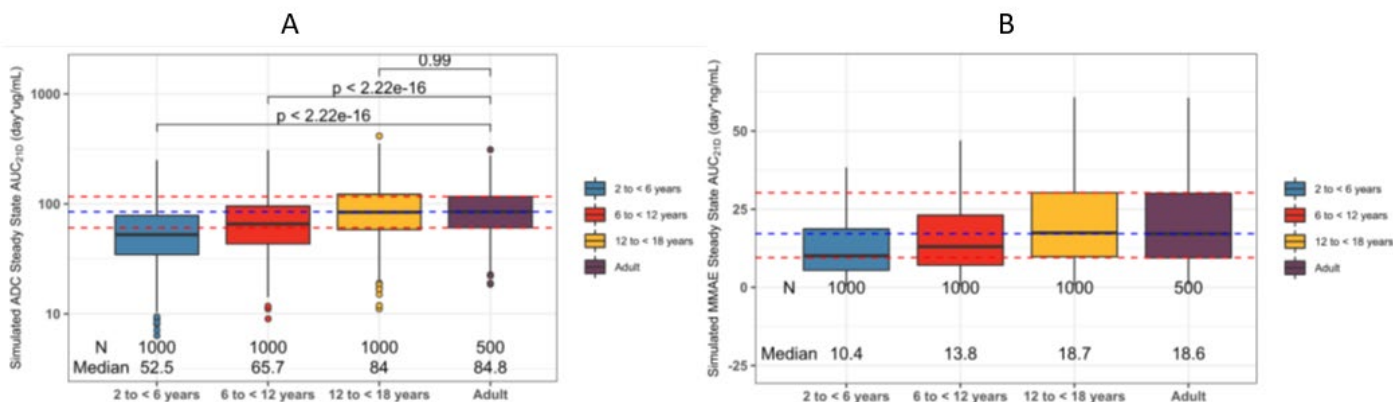 A
Simulated ADC Steady State AUC21D (day*ug/mL)
1000
100
10
0.99
p < 2.22e-16
p < 2.22e-16
N 1000 1000 1000 500
Median 52.5 65.7 84 84.8
2 to < 6 years 6 to < 12 years 12 to < 18 years Adult
2 to < 6 years
6 to < 12 years
12 to < 18 years
Adult
B
Simulated MMAE Steady State AUC21D (day*ng/mL)
50
25
0
-25
N 1000 1000 1000 500
Median 10.4 13.8 18.7 18.6
2 to < 6 years 6 to < 12 years 12 to < 18 years Adult
2 to < 6 years
6 to < 12 years
12 to < 18 years
Adult